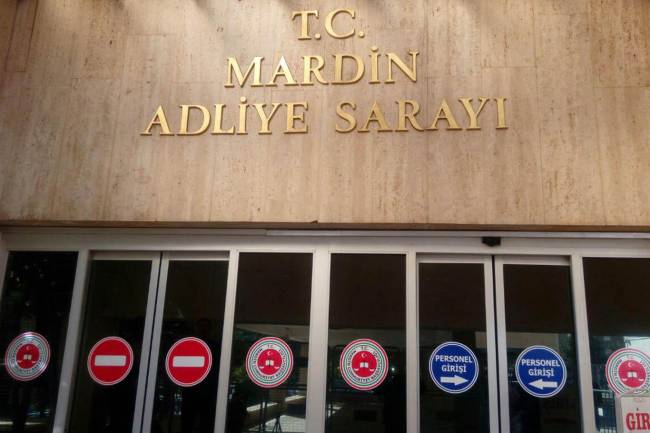 T.C.
MARDİN
ADLİYE SARAYI
PERSONEL
GİRİŞİ
PERSONEL
GİRİŞİ